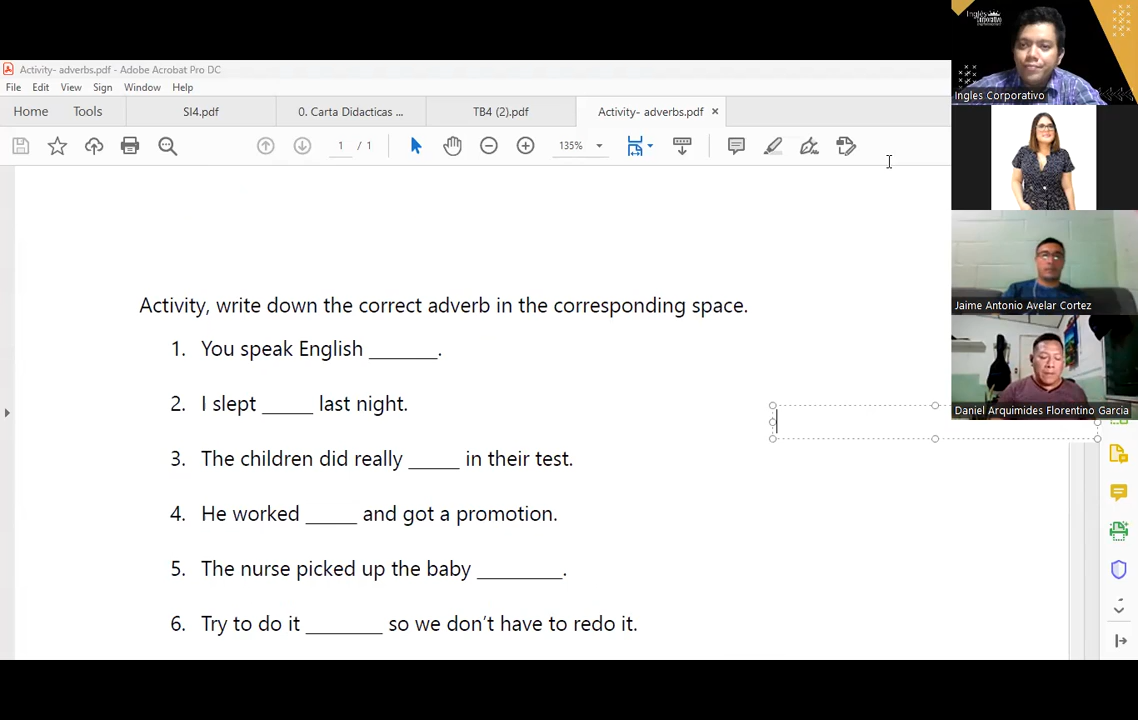 Activity- adverbs.pdf - Adobe Acrobat Pro DC
File Edit View Sign Window Help
Home Tools SI4.pdf 0. Carta Didacticas ... TB4 (2).pdf Activity- adverbs.pdf ×
1 / 1 135%
Activity, write down the correct adverb in the corresponding space.
1. You speak English _______.
2. I slept _____ last night.
3. The children did really _____ in their test.
4. He worked _____ and got a promotion.
5. The nurse picked up the baby ________.
6. Try to do it _______ so we don't have to redo it.
Inglés
Corporativo
Ingles Corporativo
Jaime Antonio Avelar Cortez
Daniel Arquimides Florentino Garcia